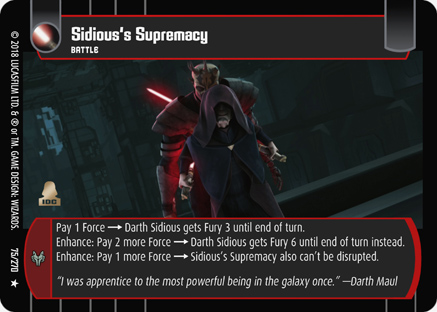 Sidious's Supremacy
BATTLE
© 2018 LUCASFILM LTD. & ® or TM. GAME DESIGN: WIZARDS.
75/270
IDC
Pay 1 Force → Darth Sidious gets Fury 3 until end of turn.
Enhance: Pay 2 more Force → Darth Sidious gets Fury 6 until end of turn instead.
Enhance: Pay 1 more Force → Sidious's Supremacy also can't be disrupted.
"I was apprentice to the most powerful being in the galaxy once." —Darth Maul